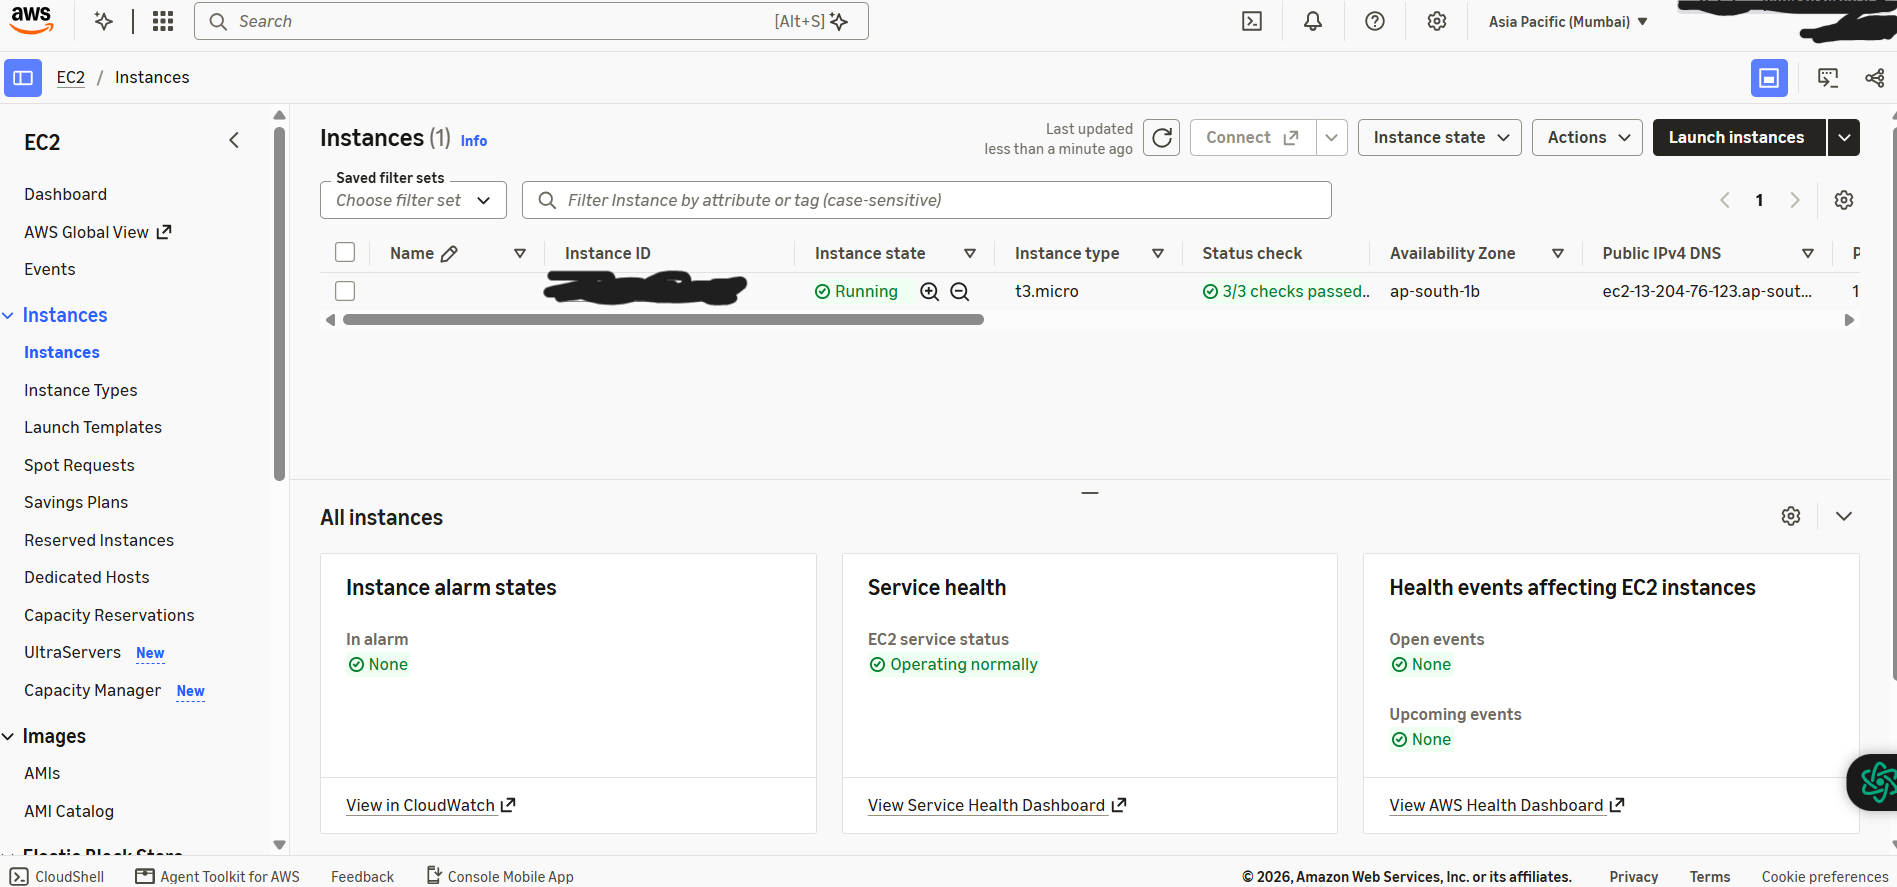 aws
Search [Alt+S]
Asia Pacific (Mumbai)
EC2 / Instances
EC2
Dashboard
AWS Global View
Events
Instances
Instances
Instance Types
Launch Templates
Spot Requests
Savings Plans
Reserved Instances
Dedicated Hosts
Capacity Reservations
UltraServers New
Capacity Manager New
Images
AMIs
AMI Catalog
Elastic Block Store
Instances (1) Info
Last updated
less than a minute ago
Connect
Instance state
Actions
Launch instances
Saved filter sets
Choose filter set
Filter Instance by attribute or tag (case-sensitive)
1
Name Instance ID Instance state Instance type Status check Availability Zone Public IPv4 DNS P
Running t3.micro 3/3 checks passed.. ap-south-1b ec2-13-204-76-123.ap-sout... 1
All instances
Instance alarm states
In alarm
None
View in CloudWatch
Service health
EC2 service status
Operating normally
View Service Health Dashboard
Health events affecting EC2 instances
Open events
None
Upcoming events
None
View AWS Health Dashboard
CloudShell Agent Toolkit for AWS Feedback Console Mobile App © 2026, Amazon Web Services, Inc. or its affiliates. Privacy Terms Cookie preferences